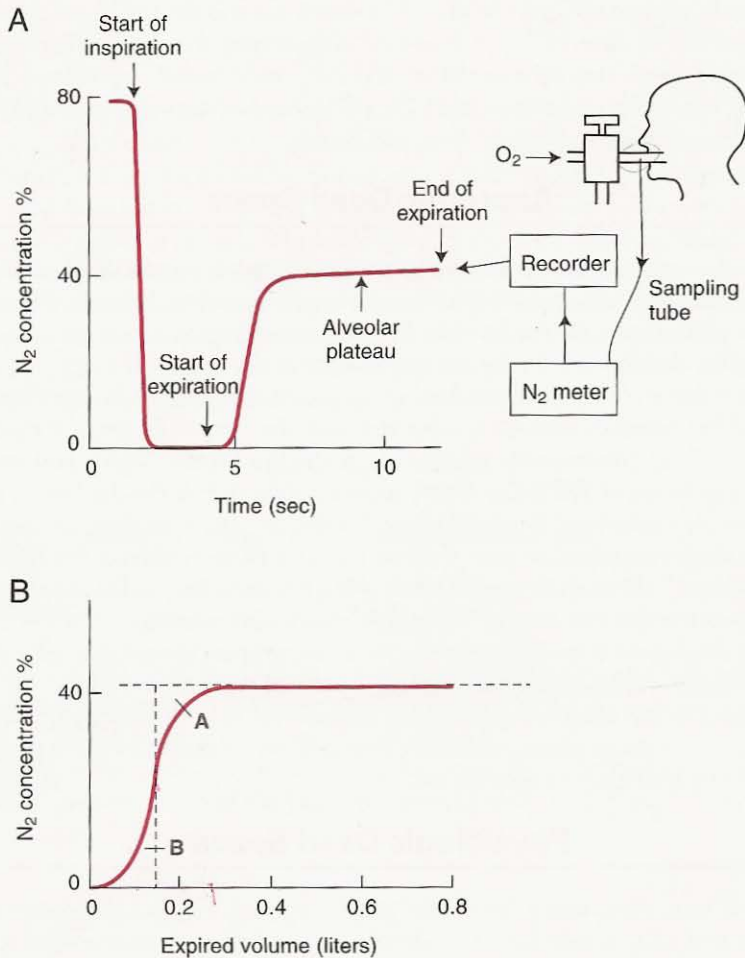 A
Start of
inspiration
80
40
0
N₂ concentration %
0
5
10
Time (sec)
Start of
expiration
Alveolar
plateau
End of
expiration
O₂
Recorder
Sampling
tube
N₂ meter
B
N₂ concentration %
40
0
A
B
0
0.2
0.4
0.6
0.8
Expired volume (liters)